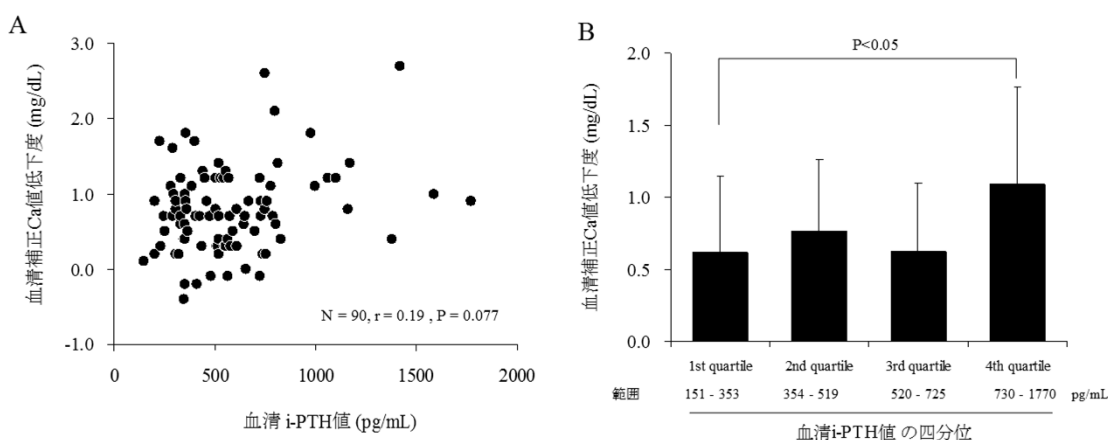 A
血清補正Ca値低下度 (mg/dL)
3.0
2.0
1.0
0.0
-1.0
N = 90, r = 0.19 , P = 0.077
0
500
1000
1500
2000
血清 i-PTH値 (pg/mL)
B
P<0.05
血清補正Ca値低下度 (mg/dL)
2.0
1.5
1.0
0.5
0.0
1st quartile 2nd quartile 3rd quartile 4th quartile
範囲 151 - 353 354 - 519 520 - 725 730 - 1770 pg/mL
血清i-PTH値 の四分位